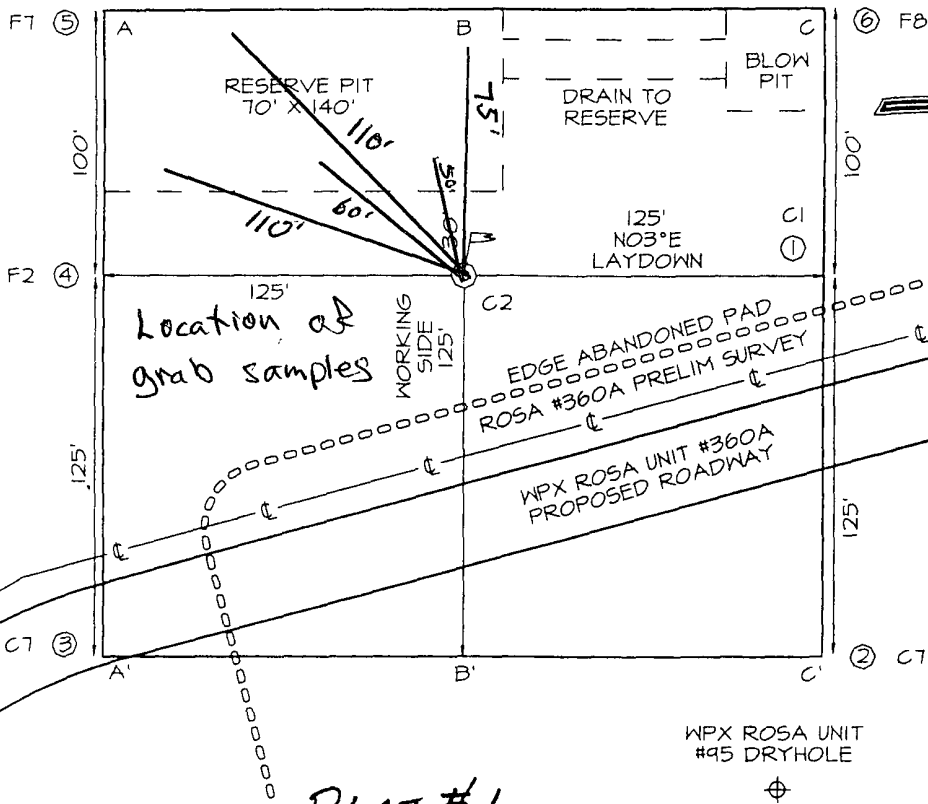 F7 ⑤
A
B
C
⑥ F8
RESERVE PIT
70' X 140'
BLOW
PIT
DRAIN TO
RESERVE
75'
110'
50'
60'
110'
100'
100'
125'
N03°E
LAYDOWN
C1
①
F2 ④
125'
C2
Location of
grab samples
WORKING
SIDE
125'
EDGE ABANDONED PAD
ROSA #360A PRELIM SURVEY
WPX ROSA UNIT #360A
PROPOSED ROADWAY
125'
125'
C7 ③
A'
B'
C'
② C7
WPX ROSA UNIT
#95 DRYHOLE